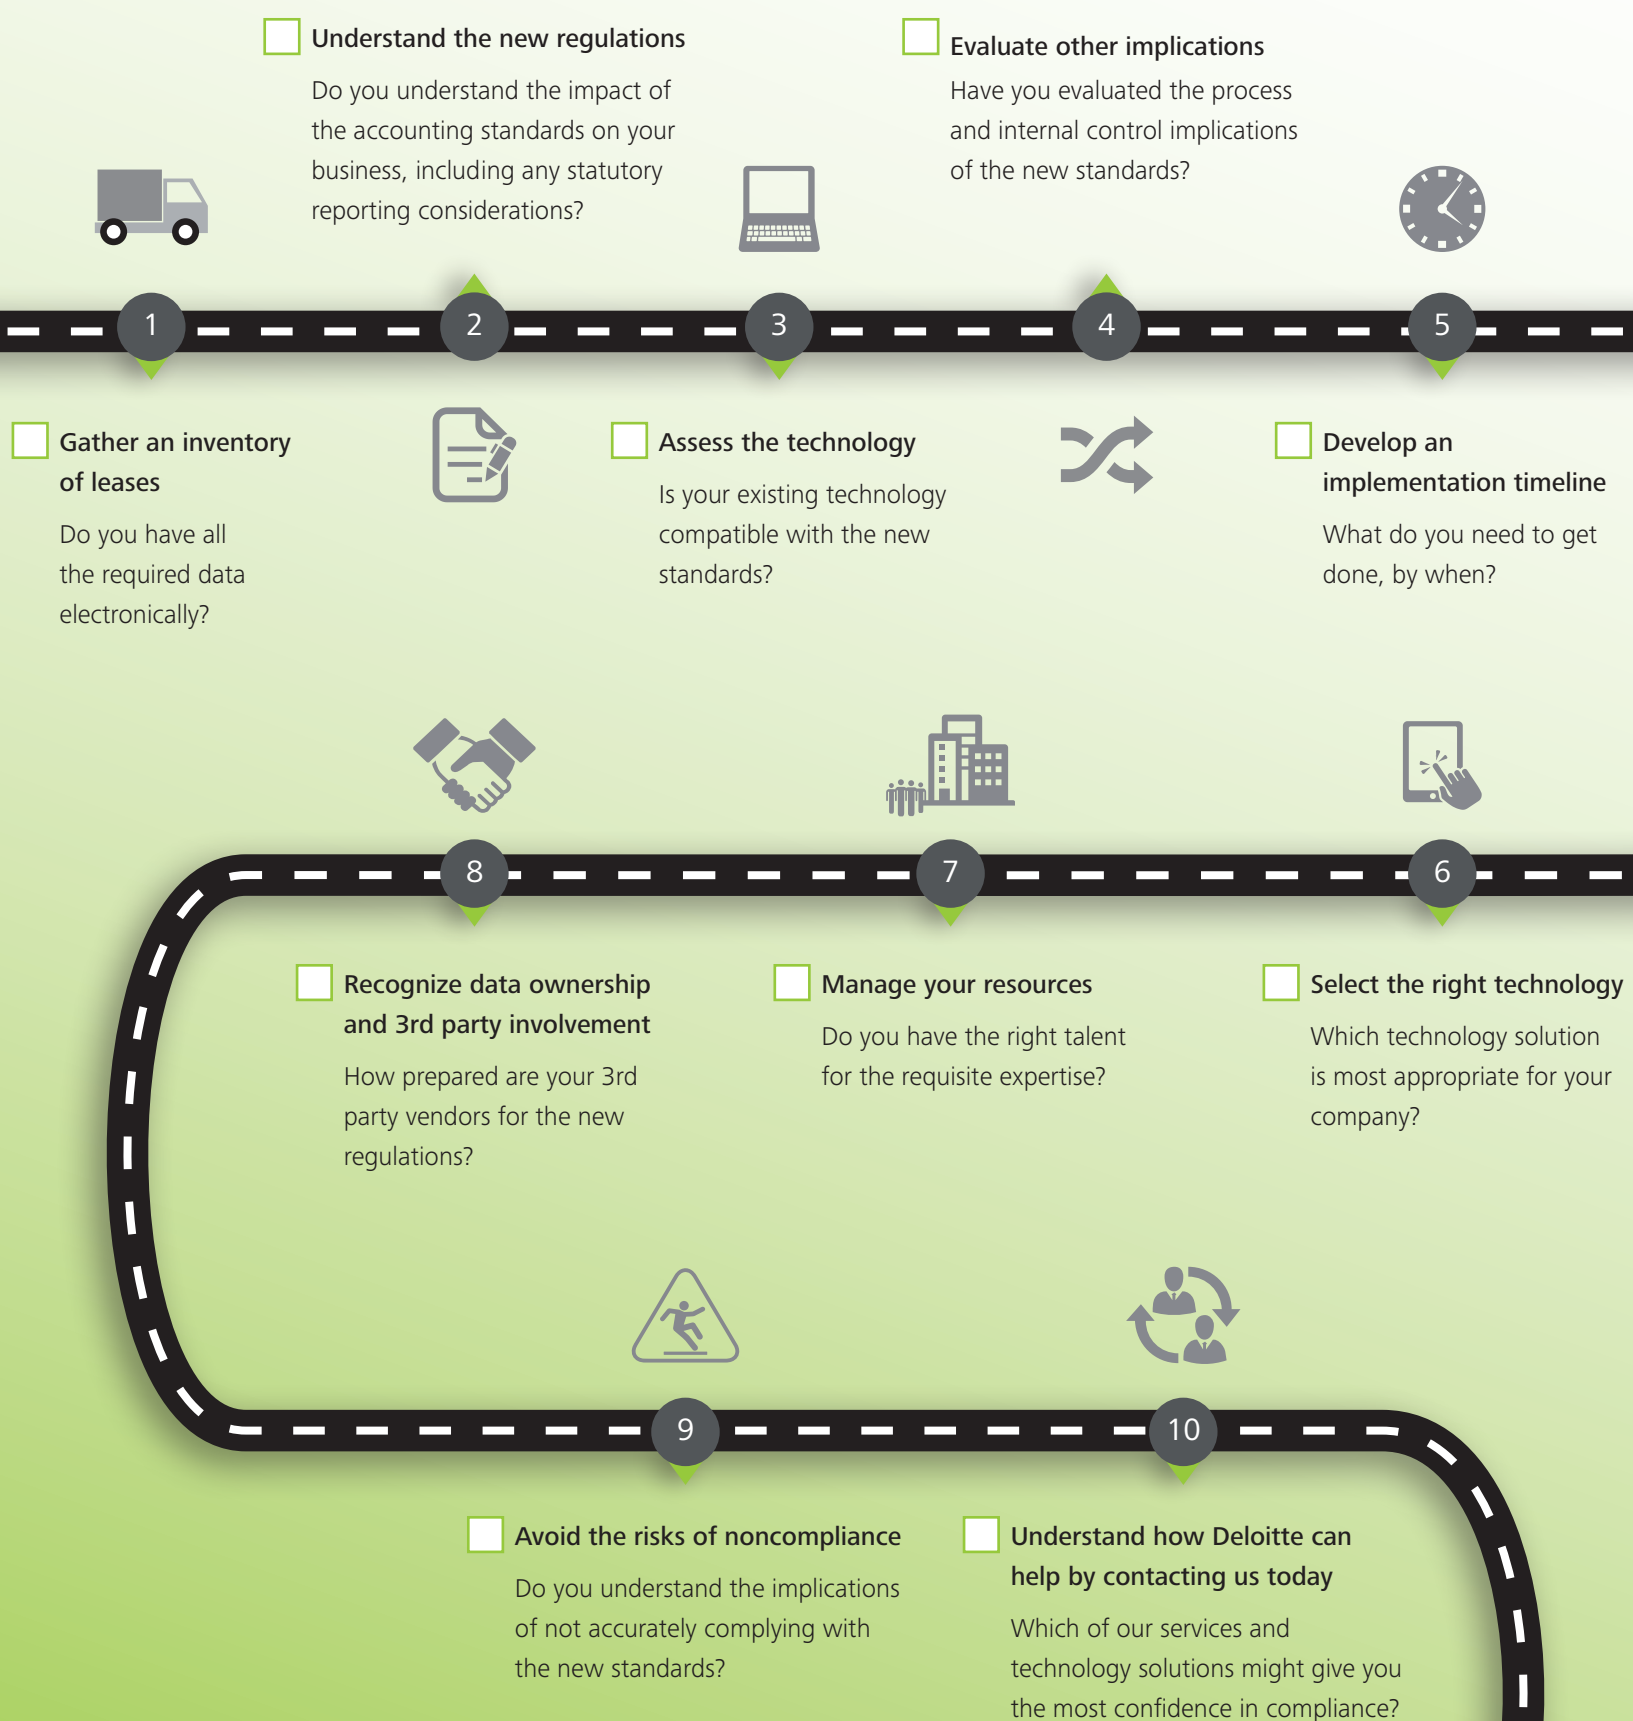 Understand the new regulations
Do you understand the impact of
the accounting standards on your
business, including any statutory
reporting considerations?
Evaluate other implications
Have you evaluated the process
and internal control implications
of the new standards?
1
2
3
4
5
Gather an inventory
of leases
Do you have all
the required data
electronically?
Assess the technology
Is your existing technology
compatible with the new
standards?
Develop an
implementation timeline
What do you need to get
done, by when?
8
7
6
Recognize data ownership
and 3rd party involvement
How prepared are your 3rd
party vendors for the new
regulations?
Manage your resources
Do you have the right talent
for the requisite expertise?
Select the right technology
Which technology solution
is most appropriate for your
company?
9
10
Avoid the risks of noncompliance
Do you understand the implications
of not accurately complying with
the new standards?
Understand how Deloitte can
help by contacting us today
Which of our services and
technology solutions might give you
the most confidence in compliance?